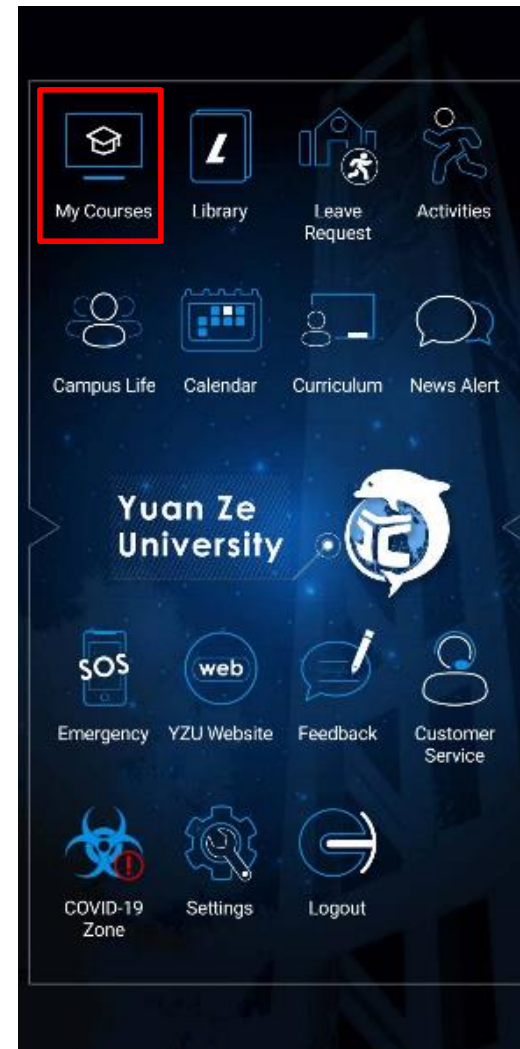 My Courses
Library
Leave
Request
Activities
Campus Life
Calendar
Curriculum
News Alert
Yuan Ze
University
SOS
web
Emergency
YZU Website
Feedback
Customer
Service
COVID-19
Zone
Settings
Logout